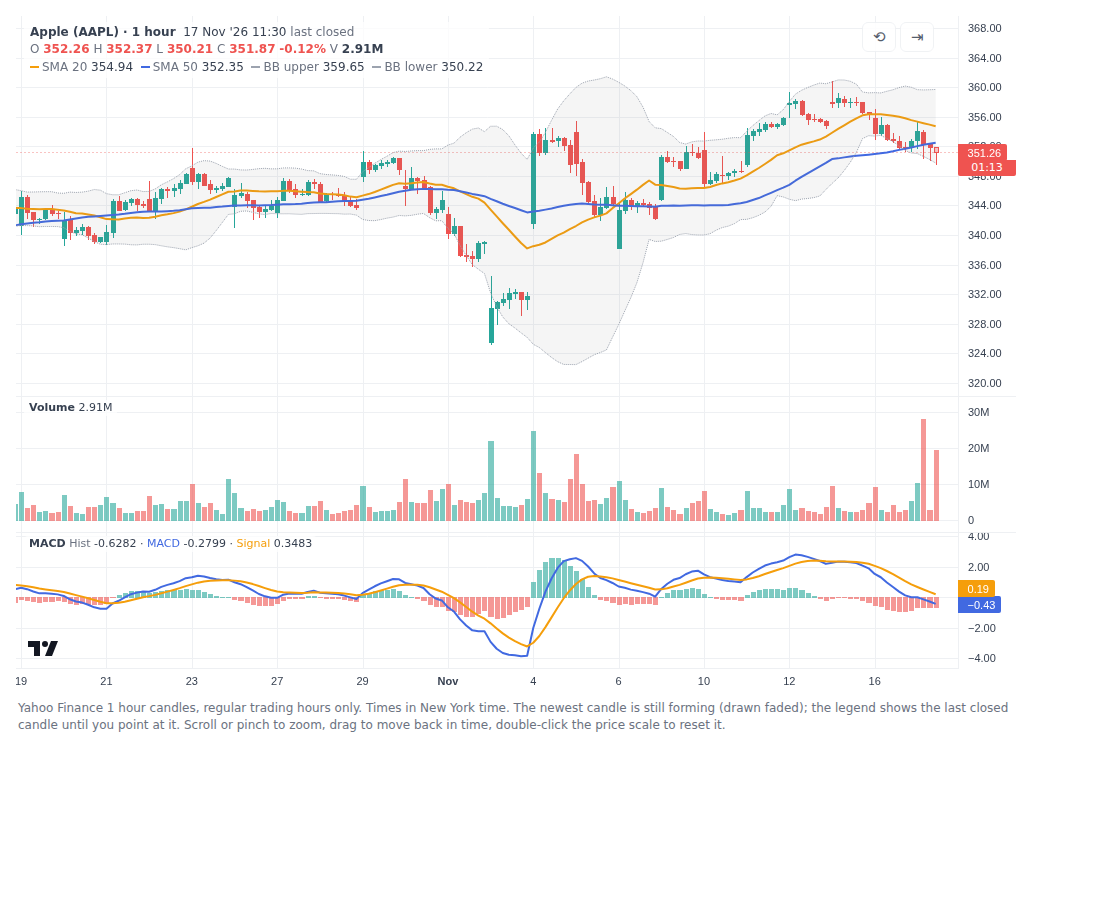 Apple (AAPL) · 1 hour 17 Nov '26 11:30 last closed
O 352.26 H 352.37 L 350.21 C 351.87 -0.12% V 2.91M
SMA 20 354.94 SMA 50 352.35 BB upper 359.65 BB lower 350.22
368.00
364.00
360.00
356.00
351.26
01:13
344.00
340.00
336.00
332.00
328.00
324.00
320.00
Volume 2.91M
30M
20M
10M
0
MACD Hist -0.6282 · MACD -0.2799 · Signal 0.3483
4.00
2.00
0.19
−0.43
−2.00
−4.00
19 21 23 27 29 Nov 4 6 10 12 16
Yahoo Finance 1 hour candles, regular trading hours only. Times in New York time. The newest candle is still forming (drawn faded); the legend shows the last closed
candle until you point at it. Scroll or pinch to zoom, drag to move back in time, double-click the price scale to reset it.